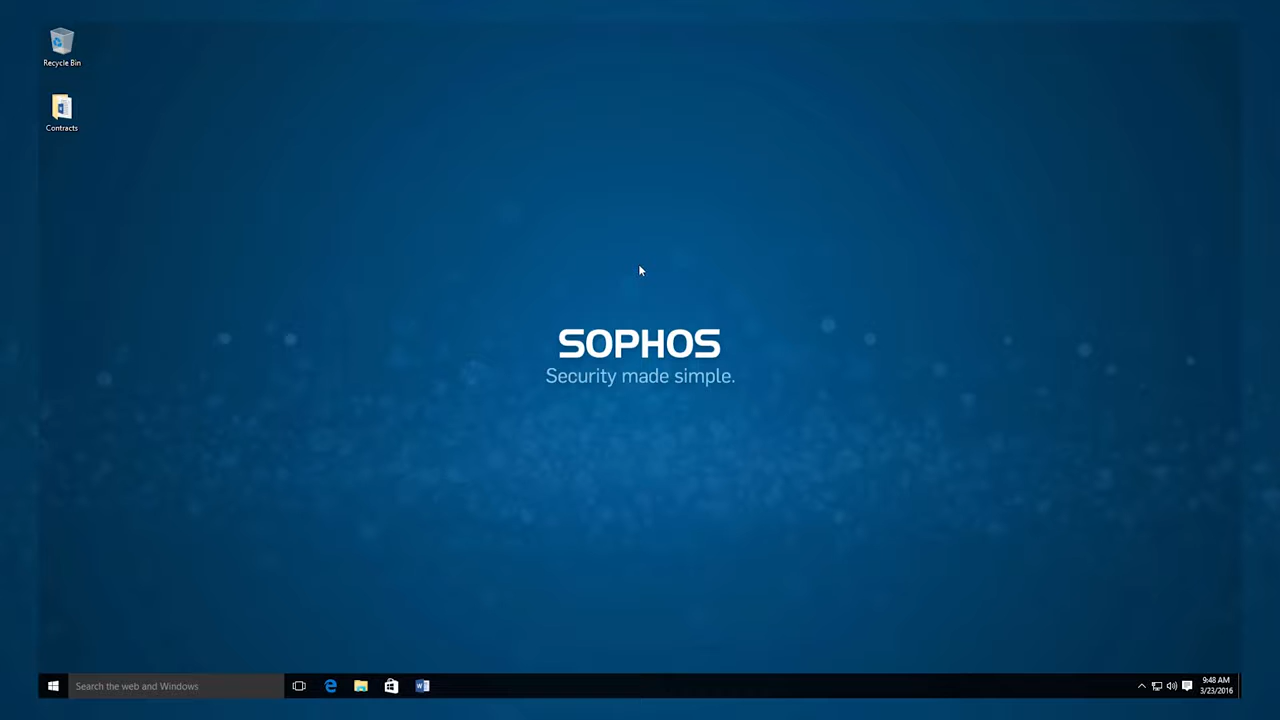 Recycle Bin
Contracts
SOPHOS
Security made simple.
Search the web and Windows
9:48 AM
3/23/2016